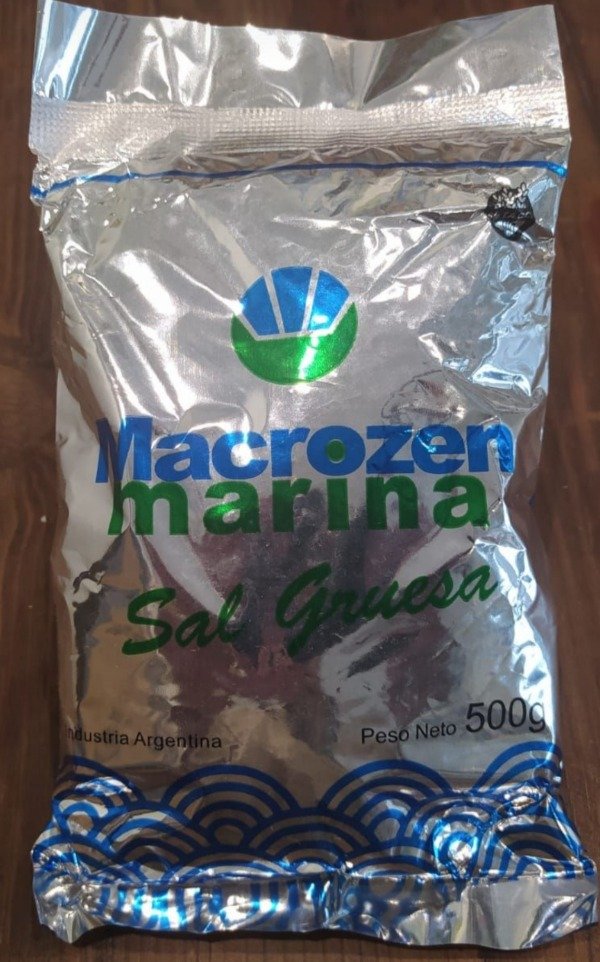 Macrozen
marina
Sal Gruesa
Industria Argentina
Peso Neto 500g